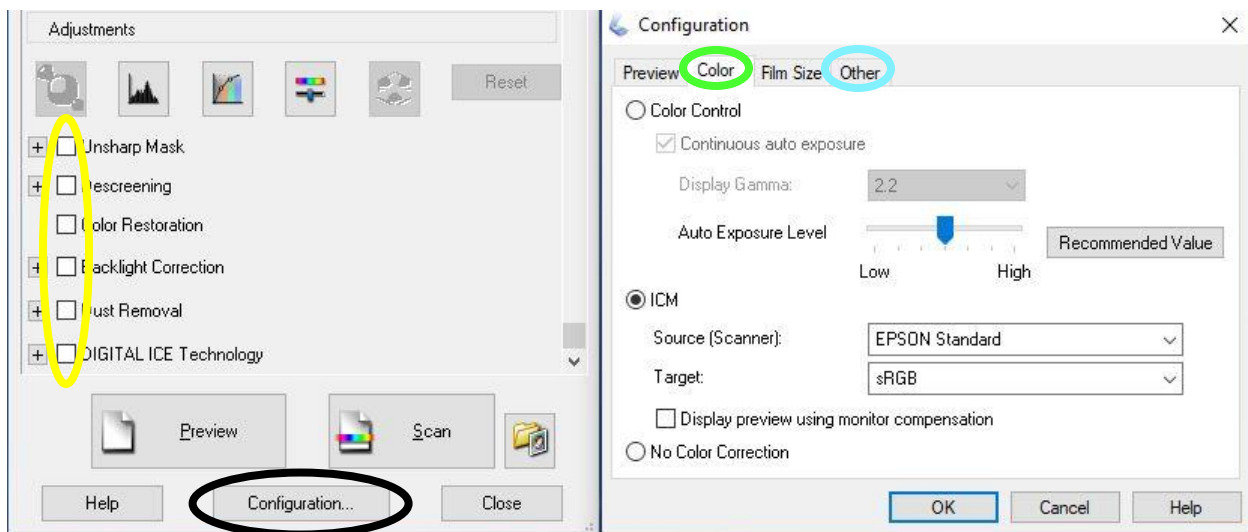 Adjustments
Reset
Unsharp Mask
Descreening
Color Restoration
Backlight Correction
Dust Removal
DIGITAL ICE Technology
Preview
Scan
Help
Configuration...
Close
Configuration
Preview Color Film Size Other
Color Control
Continuous auto exposure
Display Gamma: 2.2
Auto Exposure Level
Recommended Value
Low High
ICM
Source (Scanner): EPSON Standard
Target: sRGB
Display preview using monitor compensation
No Color Correction
OK Cancel Help